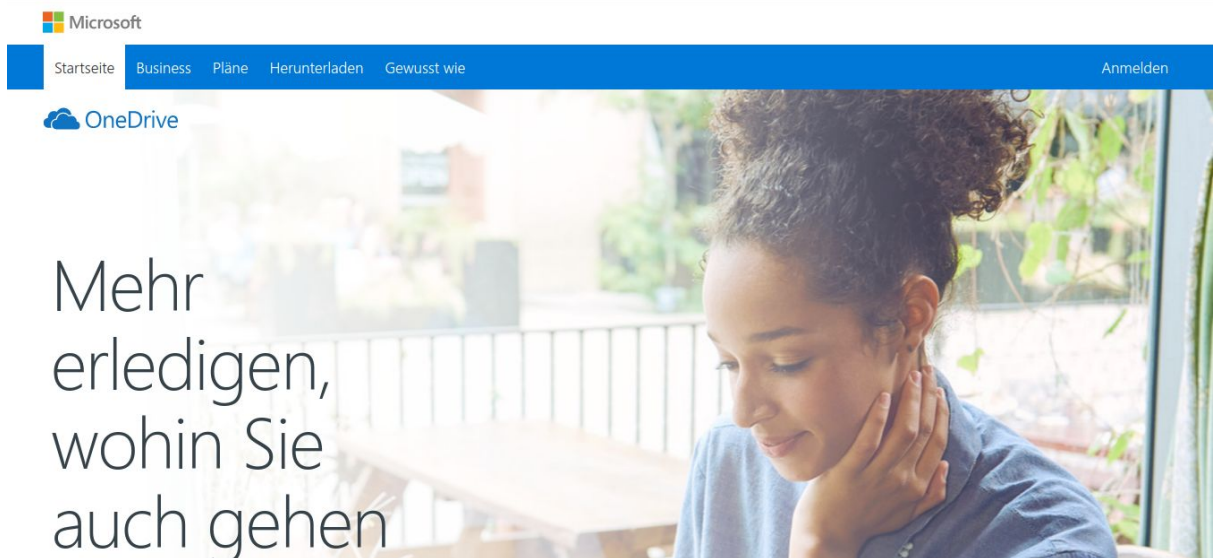 Microsoft
Startseite Business Pläne Herunterladen Gewusst wie Anmelden
OneDrive
Mehr
erledigen,
wohin Sie
auch gehen